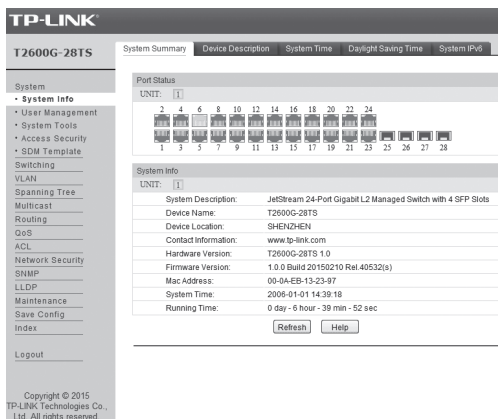 TP-LINK®
T2600G-28TS
System Summary Device Description System Time Daylight Saving Time System IPv6
System
• System Info
• User Management
• System Tools
• Access Security
• SDM Template
Switching
VLAN
Spanning Tree
Multicast
Routing
QoS
ACL
Network Security
SNMP
LLDP
Maintenance
Save Config
Index
Logout
Copyright © 2015
TP-LINK Technologies Co.,
Ltd. All rights reserved.
Port Status
UNIT: 1
2 4 6 8 10 12 14 16 18 20 22 24
1 3 5 7 9 11 13 15 17 19 21 23 25 26 27 28
System Info
UNIT: 1
System Description: JetStream 24-Port Gigabit L2 Managed Switch with 4 SFP Slots
Device Name: T2600G-28TS
Device Location: SHENZHEN
Contact Information: www.tp-link.com
Hardware Version: T2600G-28TS 1.0
Firmware Version: 1.0.0 Build 20150210 Rel.40532(s)
Mac Address: 00-0A-EB-13-23-97
System Time: 2006-01-01 14:39:18
Running Time: 0 day - 6 hour - 39 min - 52 sec
Refresh Help